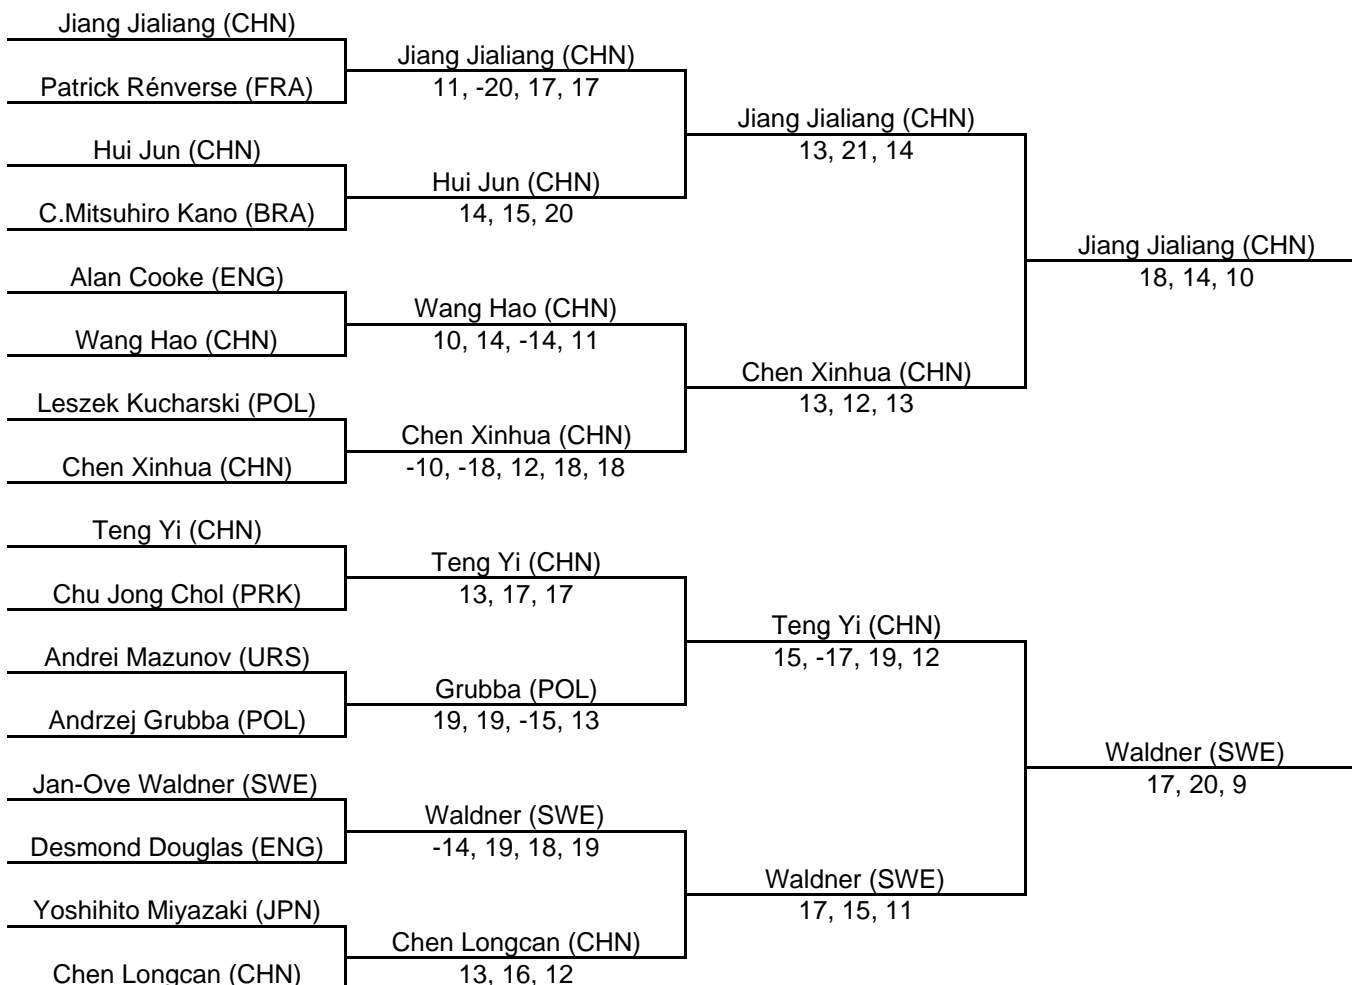 Jiang Jialiang (CHN)
Patrick Rénverse (FRA)
Hui Jun (CHN)
C.Mitsuhiro Kano (BRA)
Alan Cooke (ENG)
Wang Hao (CHN)
Leszek Kucharski (POL)
Chen Xinhua (CHN)
Teng Yi (CHN)
Chu Jong Chol (PRK)
Andrei Mazunov (URS)
Andrzej Grubba (POL)
Jan-Ove Waldner (SWE)
Desmond Douglas (ENG)
Yoshihito Miyazaki (JPN)
Chen Longcan (CHN)
Jiang Jialiang (CHN)
11, -20, 17, 17
Hui Jun (CHN)
14, 15, 20
Wang Hao (CHN)
10, 14, -14, 11
Chen Xinhua (CHN)
-10, -18, 12, 18, 18
Teng Yi (CHN)
13, 17, 17
Grubba (POL)
19, 19, -15, 13
Waldner (SWE)
-14, 19, 18, 19
Chen Longcan (CHN)
13, 16, 12
Jiang Jialiang (CHN)
13, 21, 14
Chen Xinhua (CHN)
13, 12, 13
Teng Yi (CHN)
15, -17, 19, 12
Waldner (SWE)
17, 15, 11
Jiang Jialiang (CHN)
18, 14, 10
Waldner (SWE)
17, 20, 9